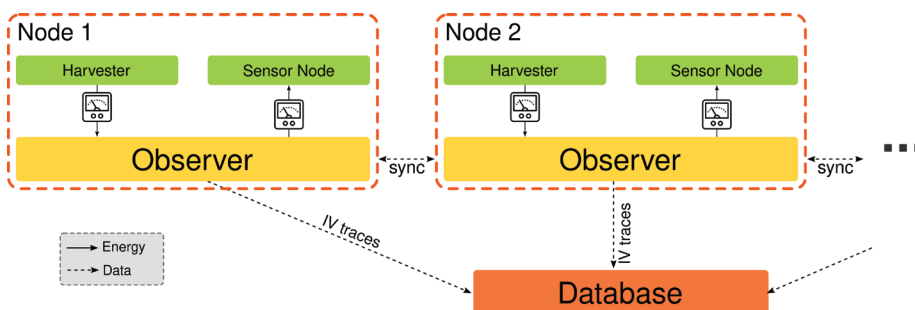 Node 1
Harvester
Sensor Node
Observer
sync
Node 2
Harvester
Sensor Node
Observer
sync
...
IV traces
IV traces
Energy
Data
Database